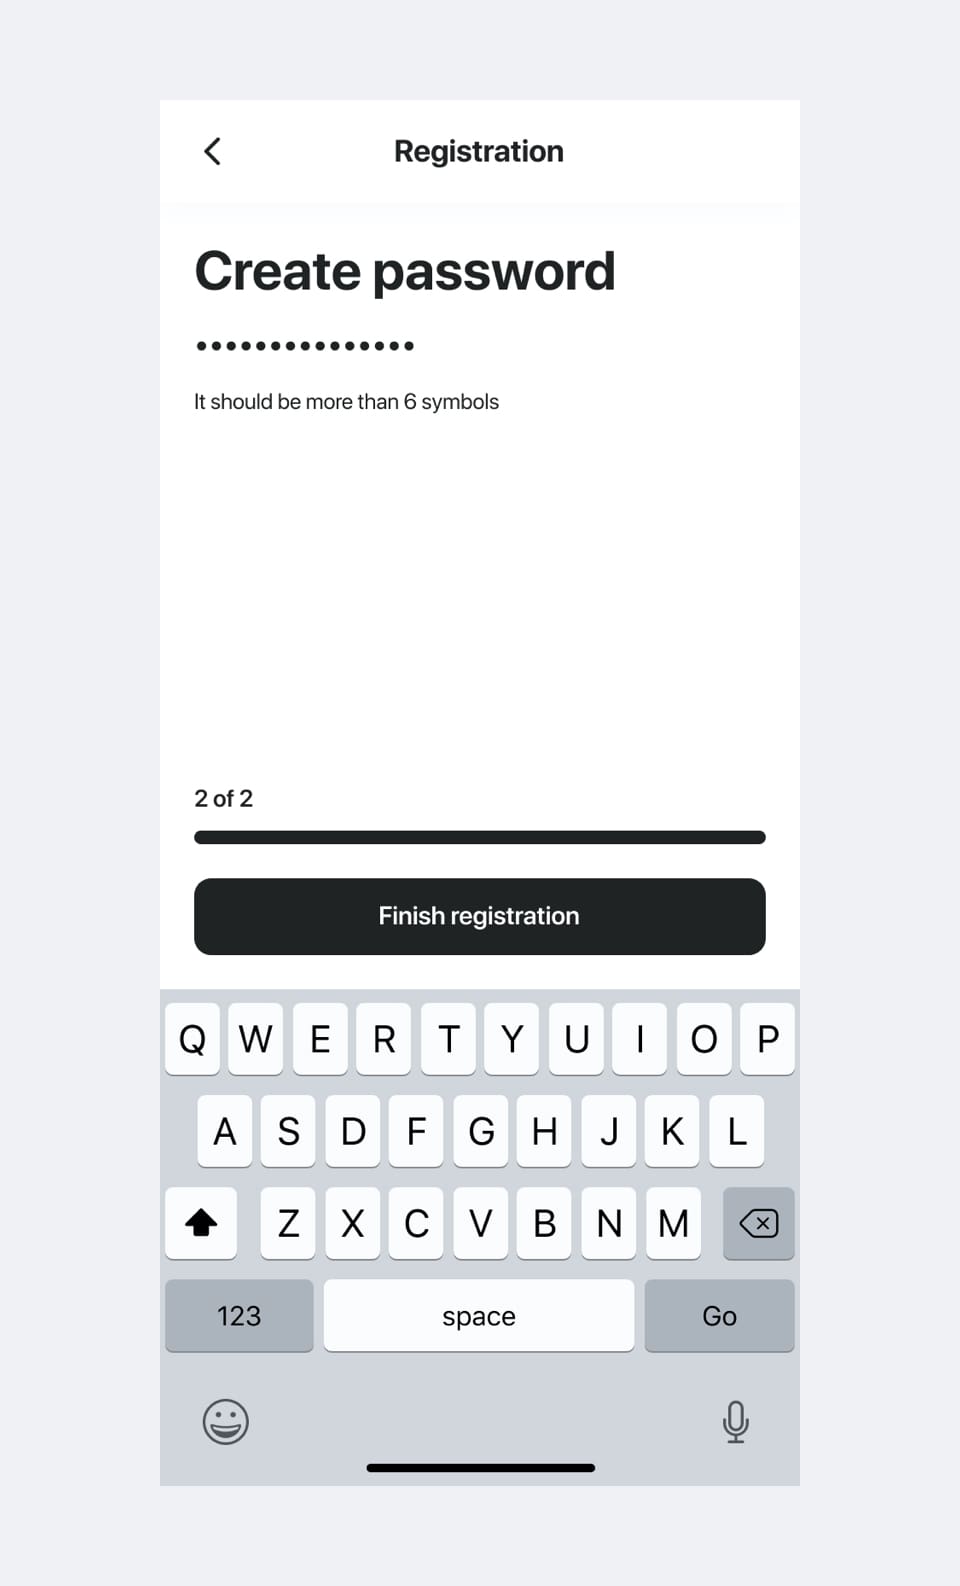 Registration
Create password
•••••••••••••••
It should be more than 6 symbols
2 of 2
Finish registration
Q W E R T Y U I O P
A S D F G H J K L
Z X C V B N M
123 space Go